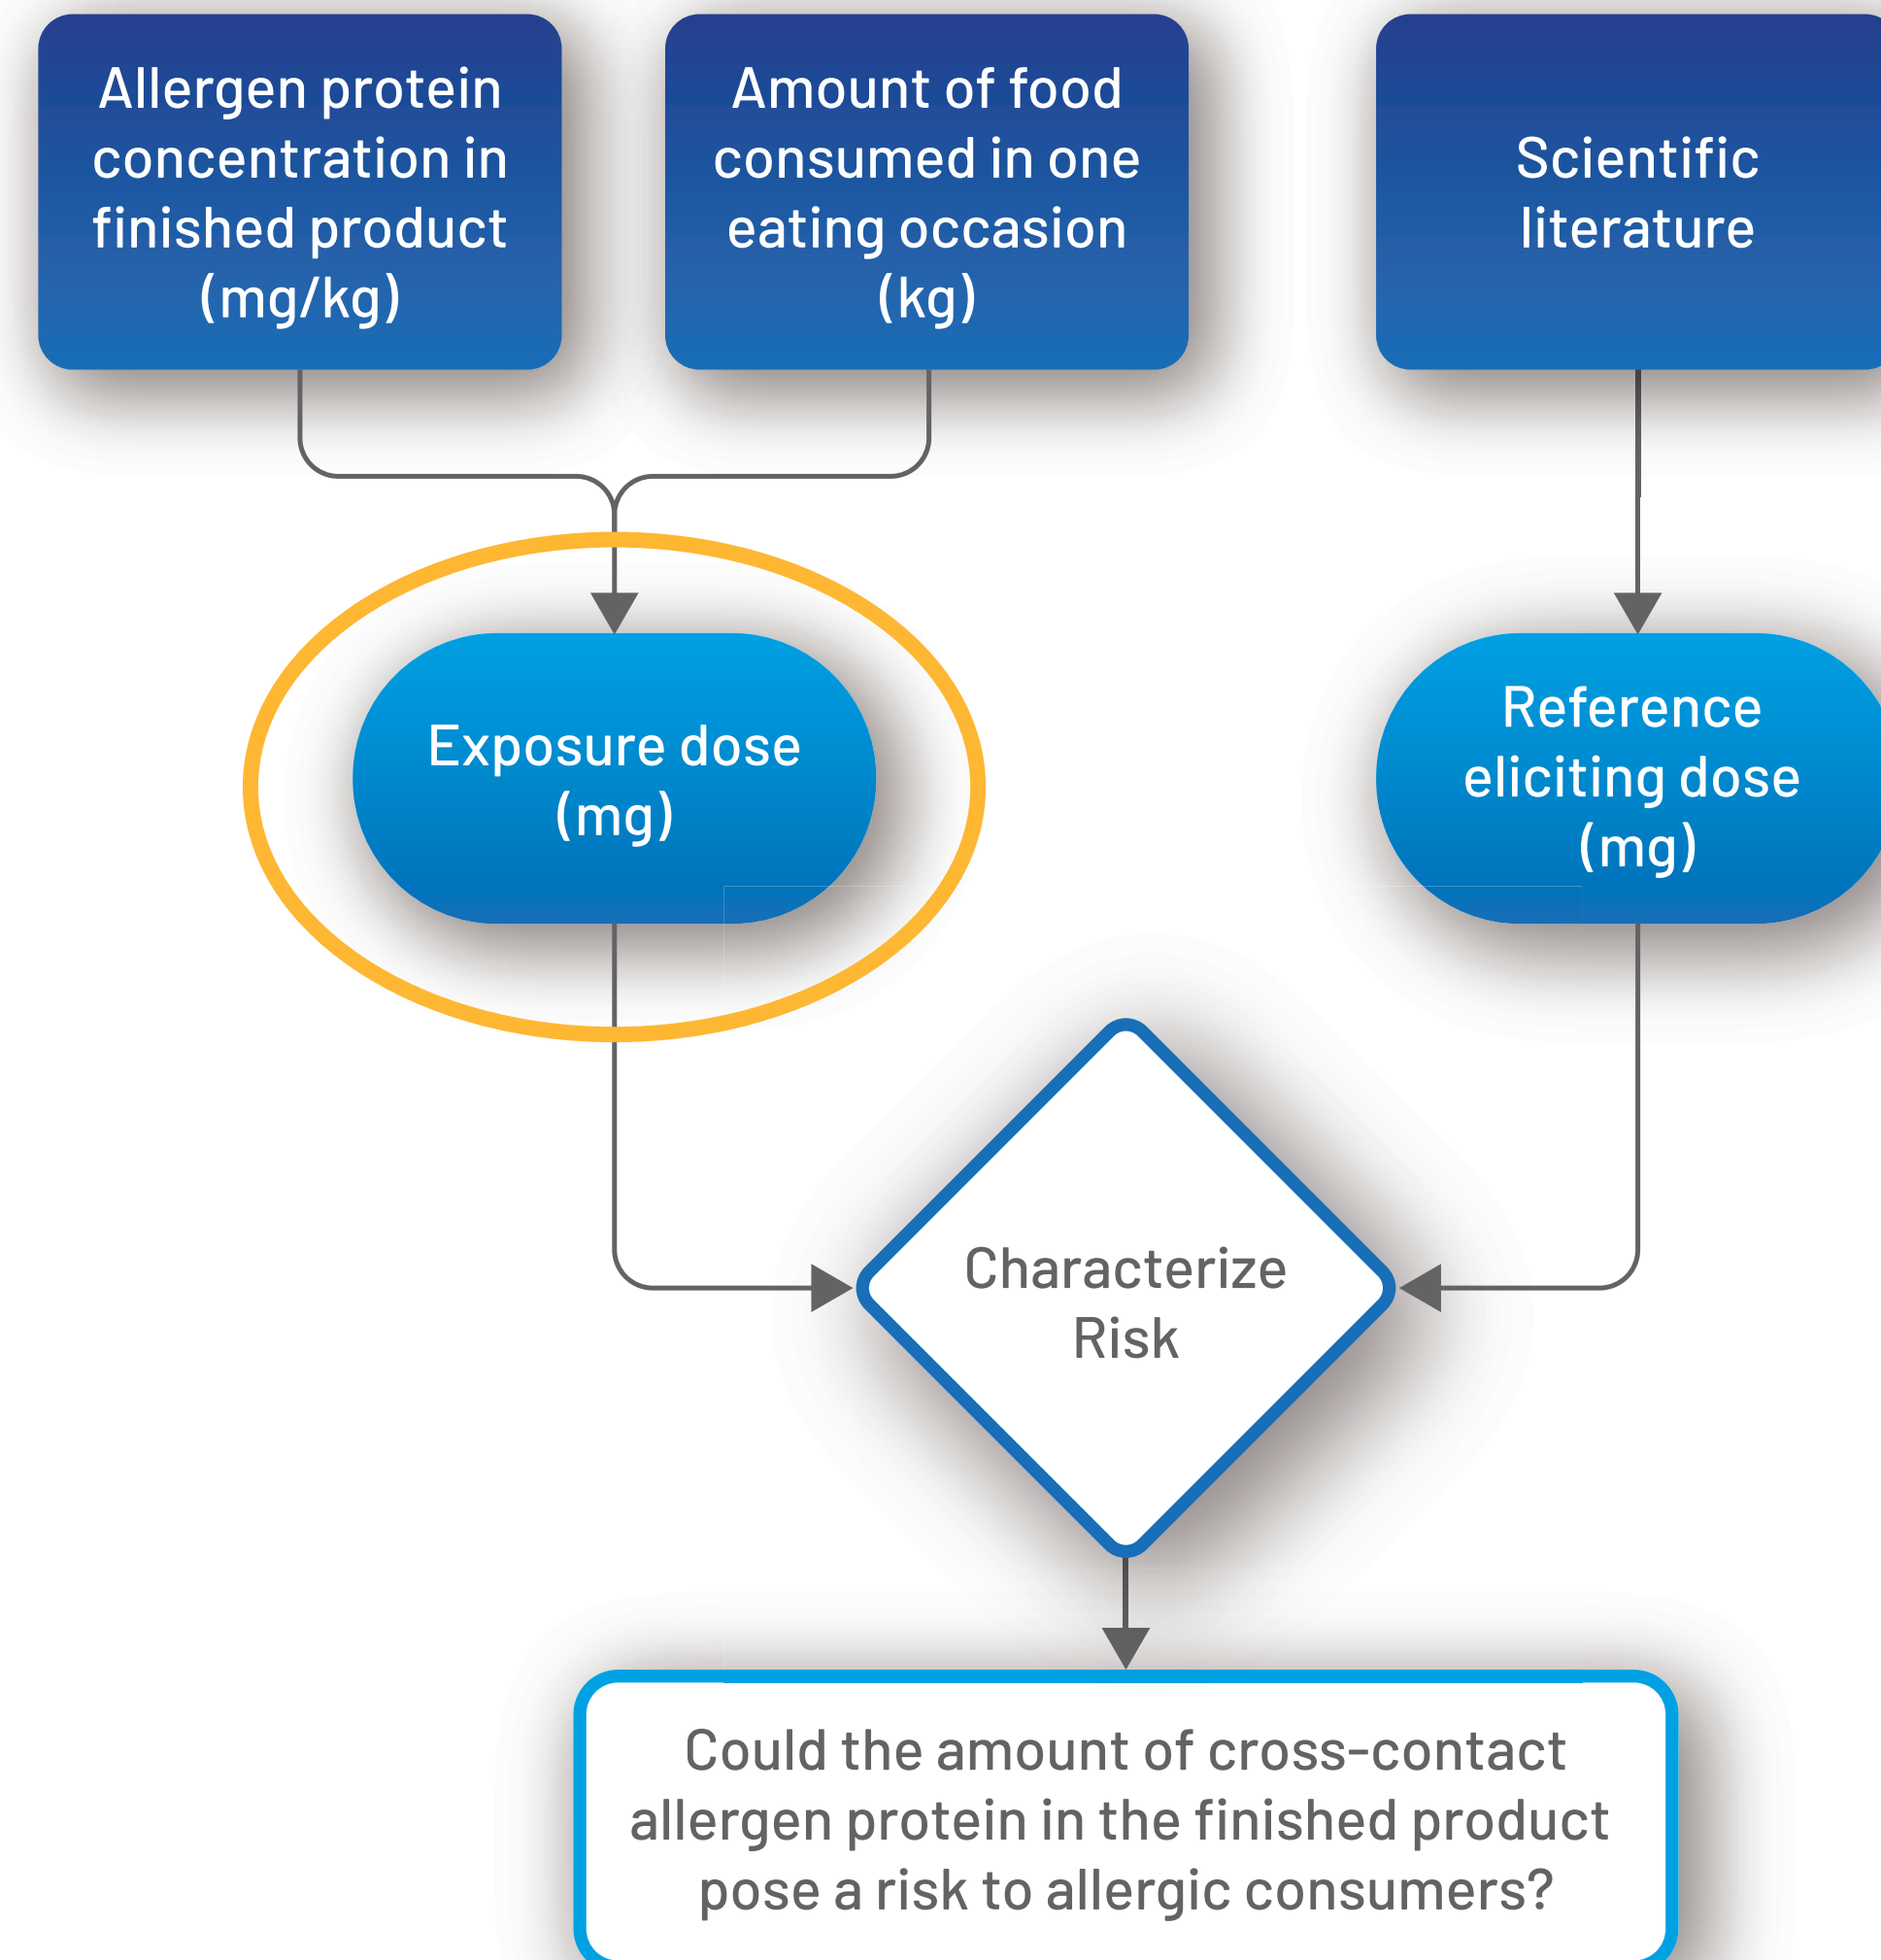 Allergen protein
concentration in
finished product
(mg/kg)
Amount of food
consumed in one
eating occasion
(kg)
Scientific
literature
Exposure dose
(mg)
Reference
eliciting dose
(mg)
Characterize
Risk
Could the amount of cross-contact
allergen protein in the finished product
pose a risk to allergic consumers?